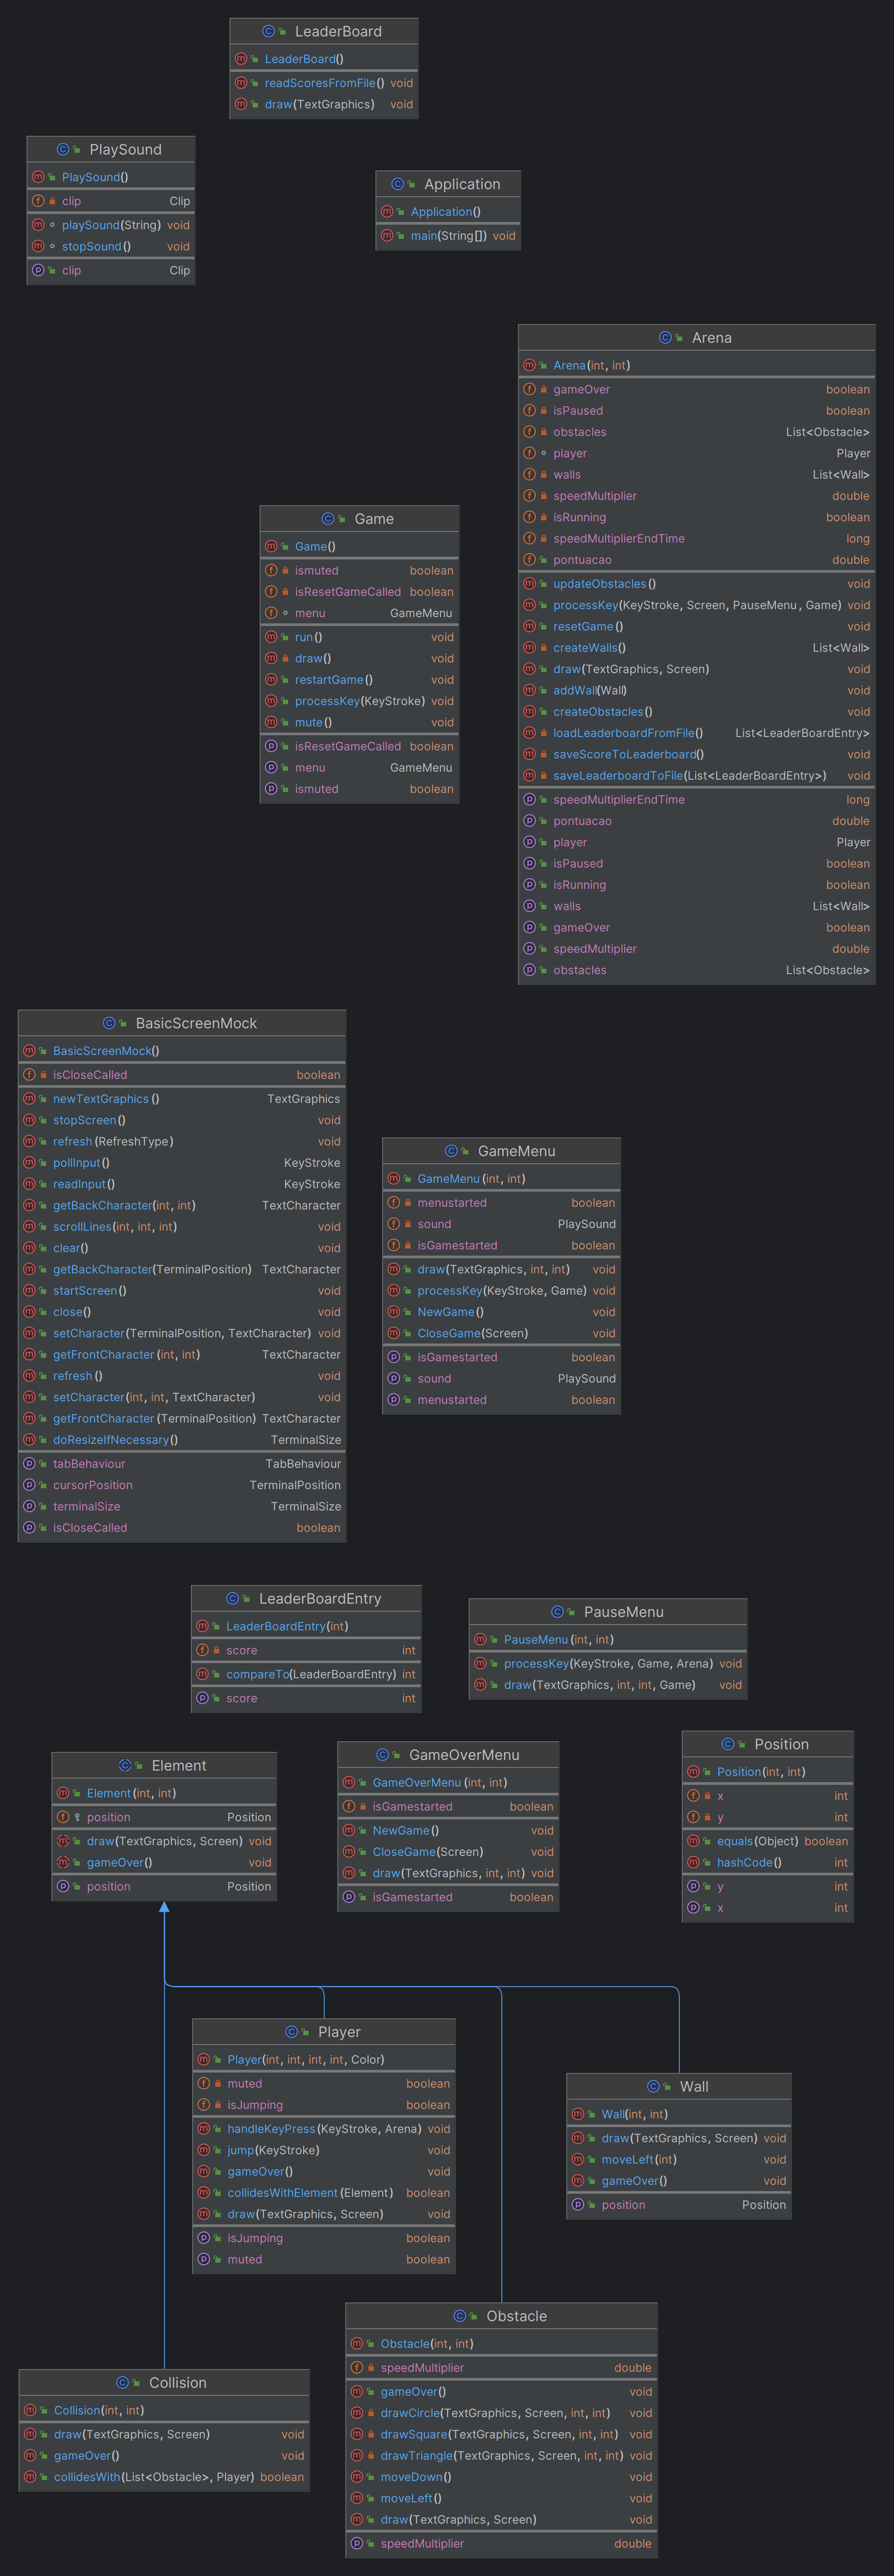 LeaderBoard
LeaderBoard()
readScoresFromFile() void
draw(TextGraphics) void
PlaySound
PlaySound()
clip Clip
playSound(String) void
stopSound() void
clip Clip
Application
Application()
main(String[]) void
Arena
Arena(int, int)
gameOver boolean
isPaused boolean
obstacles List<Obstacle>
player Player
walls List<Wall>
speedMultiplier double
isRunning boolean
speedMultiplierEndTime long
pontuacao double
updateObstacles() void
processKey(KeyStroke, Screen, PauseMenu, Game) void
resetGame() void
createWalls() List<Wall>
draw(TextGraphics, Screen) void
addWall(Wall) void
createObstacles() void
loadLeaderboardFromFile() List<LeaderBoardEntry>
saveScoreToLeaderboard() void
saveLeaderboardToFile(List<LeaderBoardEntry>) void
speedMultiplierEndTime long
pontuacao double
player Player
isPaused boolean
isRunning boolean
walls List<Wall>
gameOver boolean
speedMultiplier double
obstacles List<Obstacle>
Game
Game()
ismuted boolean
isResetGameCalled boolean
menu GameMenu
run() void
draw() void
restartGame() void
processKey(KeyStroke) void
mute() void
isResetGameCalled boolean
menu GameMenu
ismuted boolean
BasicScreenMock
BasicScreenMock()
isCloseCalled boolean
newTextGraphics() TextGraphics
stopScreen() void
refresh(RefreshType) void
pollInput() KeyStroke
readInput() KeyStroke
getBackCharacter(int, int) TextCharacter
scrollLines(int, int, int) void
clear() void
getBackCharacter(TerminalPosition) TextCharacter
startScreen() void
close() void
setCharacter(TerminalPosition, TextCharacter) void
getFrontCharacter(int, int) TextCharacter
refresh() void
setCharacter(int, int, TextCharacter) void
getFrontCharacter(TerminalPosition) TextCharacter
doResizeIfNecessary() TerminalSize
tabBehaviour TabBehaviour
cursorPosition TerminalPosition
terminalSize TerminalSize
isCloseCalled boolean
GameMenu
GameMenu(int, int)
menustarted boolean
sound PlaySound
isGamestarted boolean
draw(TextGraphics, int, int) void
processKey(KeyStroke, Game) void
NewGame() void
CloseGame(Screen) void
isGamestarted boolean
sound PlaySound
menustarted boolean
LeaderBoardEntry
LeaderBoardEntry(int)
score int
compareTo(LeaderBoardEntry) int
score int
PauseMenu
PauseMenu(int, int)
processKey(KeyStroke, Game, Arena) void
draw(TextGraphics, int, int, Game) void
Element
Element(int, int)
position Position
draw(TextGraphics, Screen) void
gameOver() void
position Position
GameOverMenu
GameOverMenu(int, int)
isGamestarted boolean
NewGame() void
CloseGame(Screen) void
draw(TextGraphics, int, int) void
isGamestarted boolean
Position
Position(int, int)
x int
y int
equals(Object) boolean
hashCode() int
y int
x int
Player
Player(int, int, int, int, Color)
muted boolean
isJumping boolean
handleKeyPress(KeyStroke, Arena) void
jump(KeyStroke) void
gameOver() void
collidesWithElement(Element) boolean
draw(TextGraphics, Screen) void
isJumping boolean
muted boolean
Wall
Wall(int, int)
draw(TextGraphics, Screen) void
moveLeft(int) void
gameOver() void
position Position
Obstacle
Obstacle(int, int)
speedMultiplier double
gameOver() void
drawCircle(TextGraphics, Screen, int, int) void
drawSquare(TextGraphics, Screen, int, int) void
drawTriangle(TextGraphics, Screen, int, int) void
moveDown() void
moveLeft() void
draw(TextGraphics, Screen) void
speedMultiplier double
Collision
Collision(int, int)
draw(TextGraphics, Screen) void
gameOver() void
collidesWith(List<Obstacle>, Player) boolean